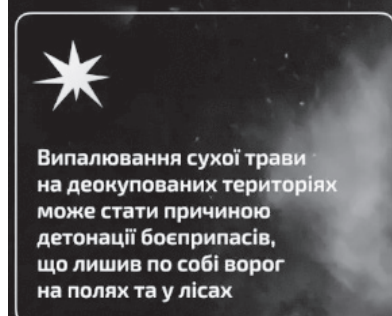 Випалювання сухої трави
на деокупованих територіях
може стати причиною
детонації боєприпасів,
що лишив по собі ворог
на полях та у лісах